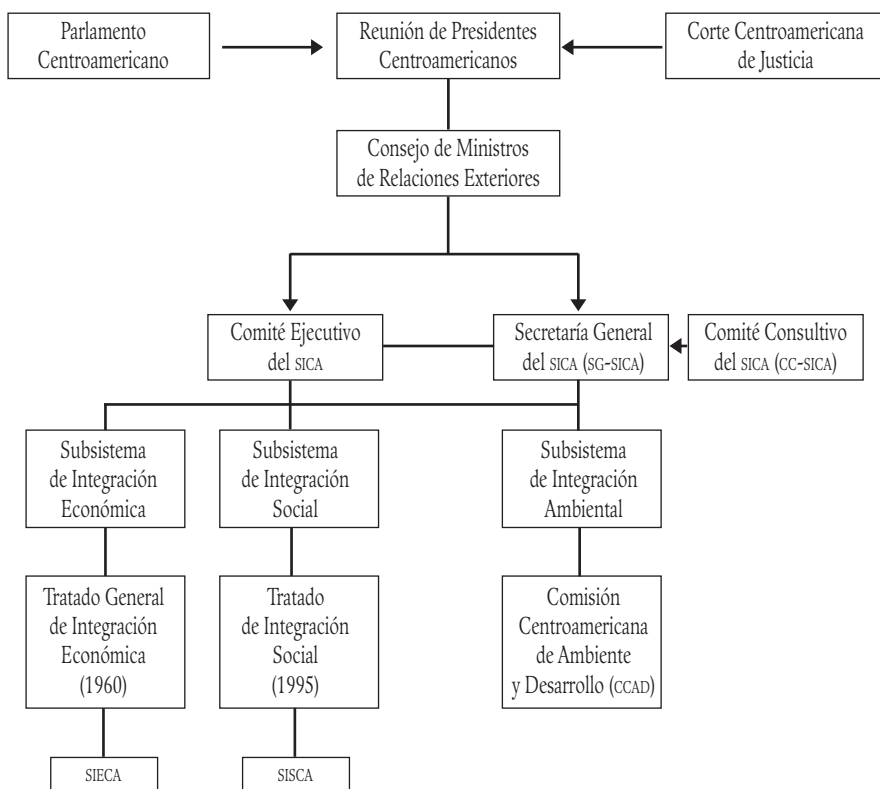 Parlamento
Centroamericano
Reunión de Presidentes
Centroamericanos
Corte Centroamericana
de Justicia
Consejo de Ministros
de Relaciones Exteriores
Comité Ejecutivo
del SICA
Secretaría General
del SICA (SG-SICA)
Comité Consultivo
del SICA (CC-SICA)
Subsistema
de Integración
Económica
Subsistema
de Integración
Social
Subsistema
de Integración
Ambiental
Tratado General
de Integración
Económica
(1960)
Tratado
de Integración
Social
(1995)
Comisión
Centroamericana
de Ambiente
y Desarrollo (CCAD)
SIECA
SISCA